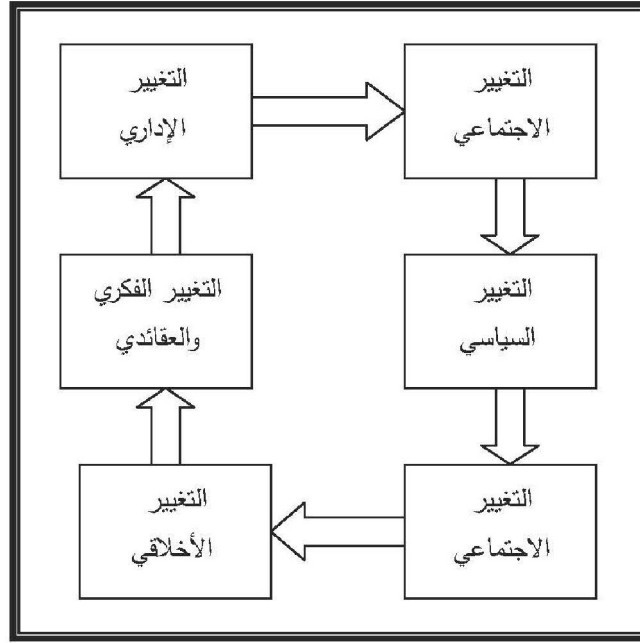 التغيير
الاجتماعي
التغيير
الإداري
التغيير
السياسي
التغيير الفكري
والعقائدي
التغيير
الاجتماعي
التغيير
الأخلاقي